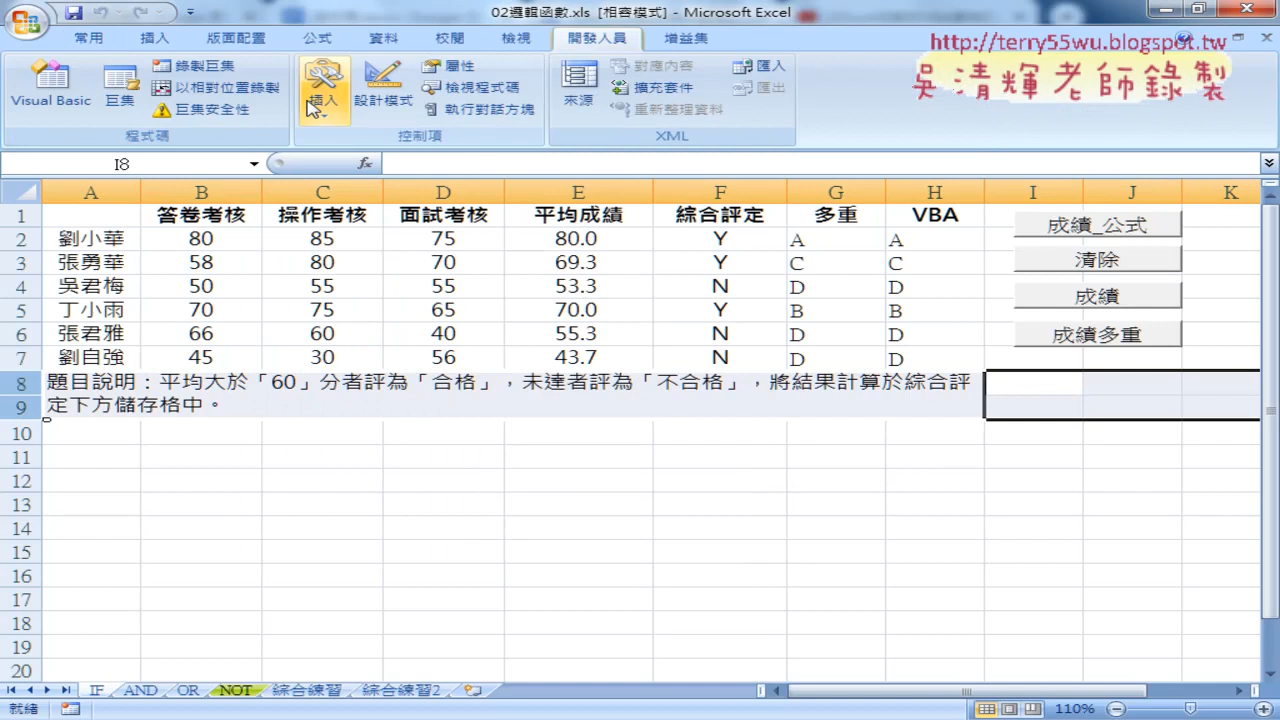 02邏輯函數.xls [相容模式] - Microsoft Excel
常用 插入 版面配置 公式 資料 校閱 檢視 開發人員 增益集
http://terry55wu.blogspot.tw
吳清輝老師錄製
Visual Basic 巨集 錄製巨集 以相對位置錄製 巨集安全性 程式碼
插入 設計模式 屬性 檢視程式碼 執行對話方塊 控制項
來源 對應內容 擴充套件 重新整理資料 匯入 匯出 XML
I8 fx
A B C D E F G H I J K
1 答卷考核 操作考核 面試考核 平均成績 綜合評定 多重 VBA
2 劉小華 80 85 75 80.0 Y A A
3 張勇華 58 80 70 69.3 Y C C
4 吳君梅 50 55 55 53.3 N D D
5 丁小雨 70 75 65 70.0 Y B B
6 張君雅 66 60 40 55.3 N D D
7 劉自強 45 30 56 43.7 N D D
成績_公式
清除
成績
成績多重
8 題目說明：平均大於「60」分者評為「合格」，未達者評為「不合格」，將結果計算於綜合評
9 定下方儲存格中。
10
11
12
13
14
15
16
17
18
19
20
IF AND OR NOT 綜合練習 綜合練習2
就緒 110%